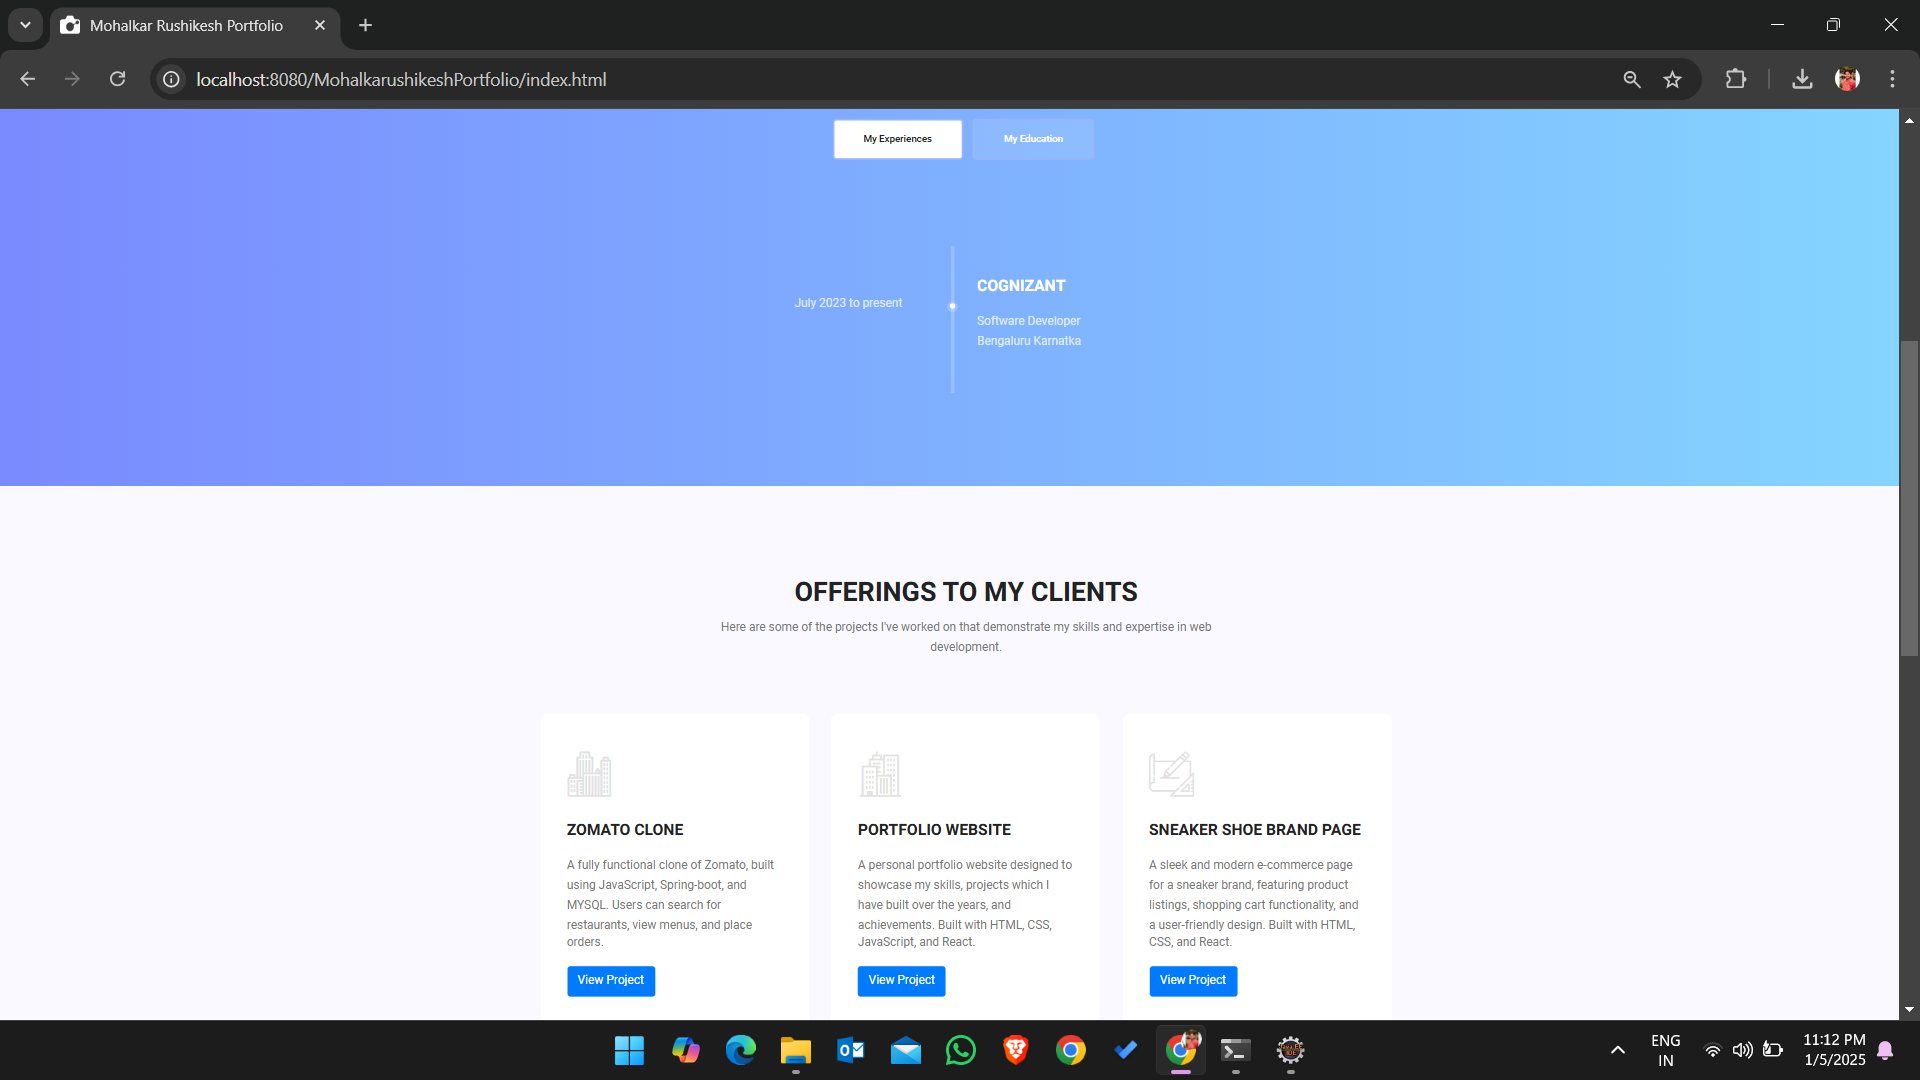 Mohalkar Rushikesh Portfolio
localhost:8080/MohalkarushikeshPortfolio/index.html
My Experiences
My Education
July 2023 to present
COGNIZANT
Software Developer
Bengaluru Karnatka
OFFERINGS TO MY CLIENTS
Here are some of the projects I've worked on that demonstrate my skills and expertise in web
development.
ZOMATO CLONE
A fully functional clone of Zomato, built
using JavaScript, Spring-boot, and
MYSQL. Users can search for
restaurants, view menus, and place
orders.
View Project
PORTFOLIO WEBSITE
A personal portfolio website designed to
showcase my skills, projects which I
have built over the years, and
achievements. Built with HTML, CSS,
JavaScript, and React.
View Project
SNEAKER SHOE BRAND PAGE
A sleek and modern e-commerce page
for a sneaker brand, featuring product
listings, shopping cart functionality, and
a user-friendly design. Built with HTML,
CSS, and React.
View Project
ENG
IN
11:12 PM
1/5/2025